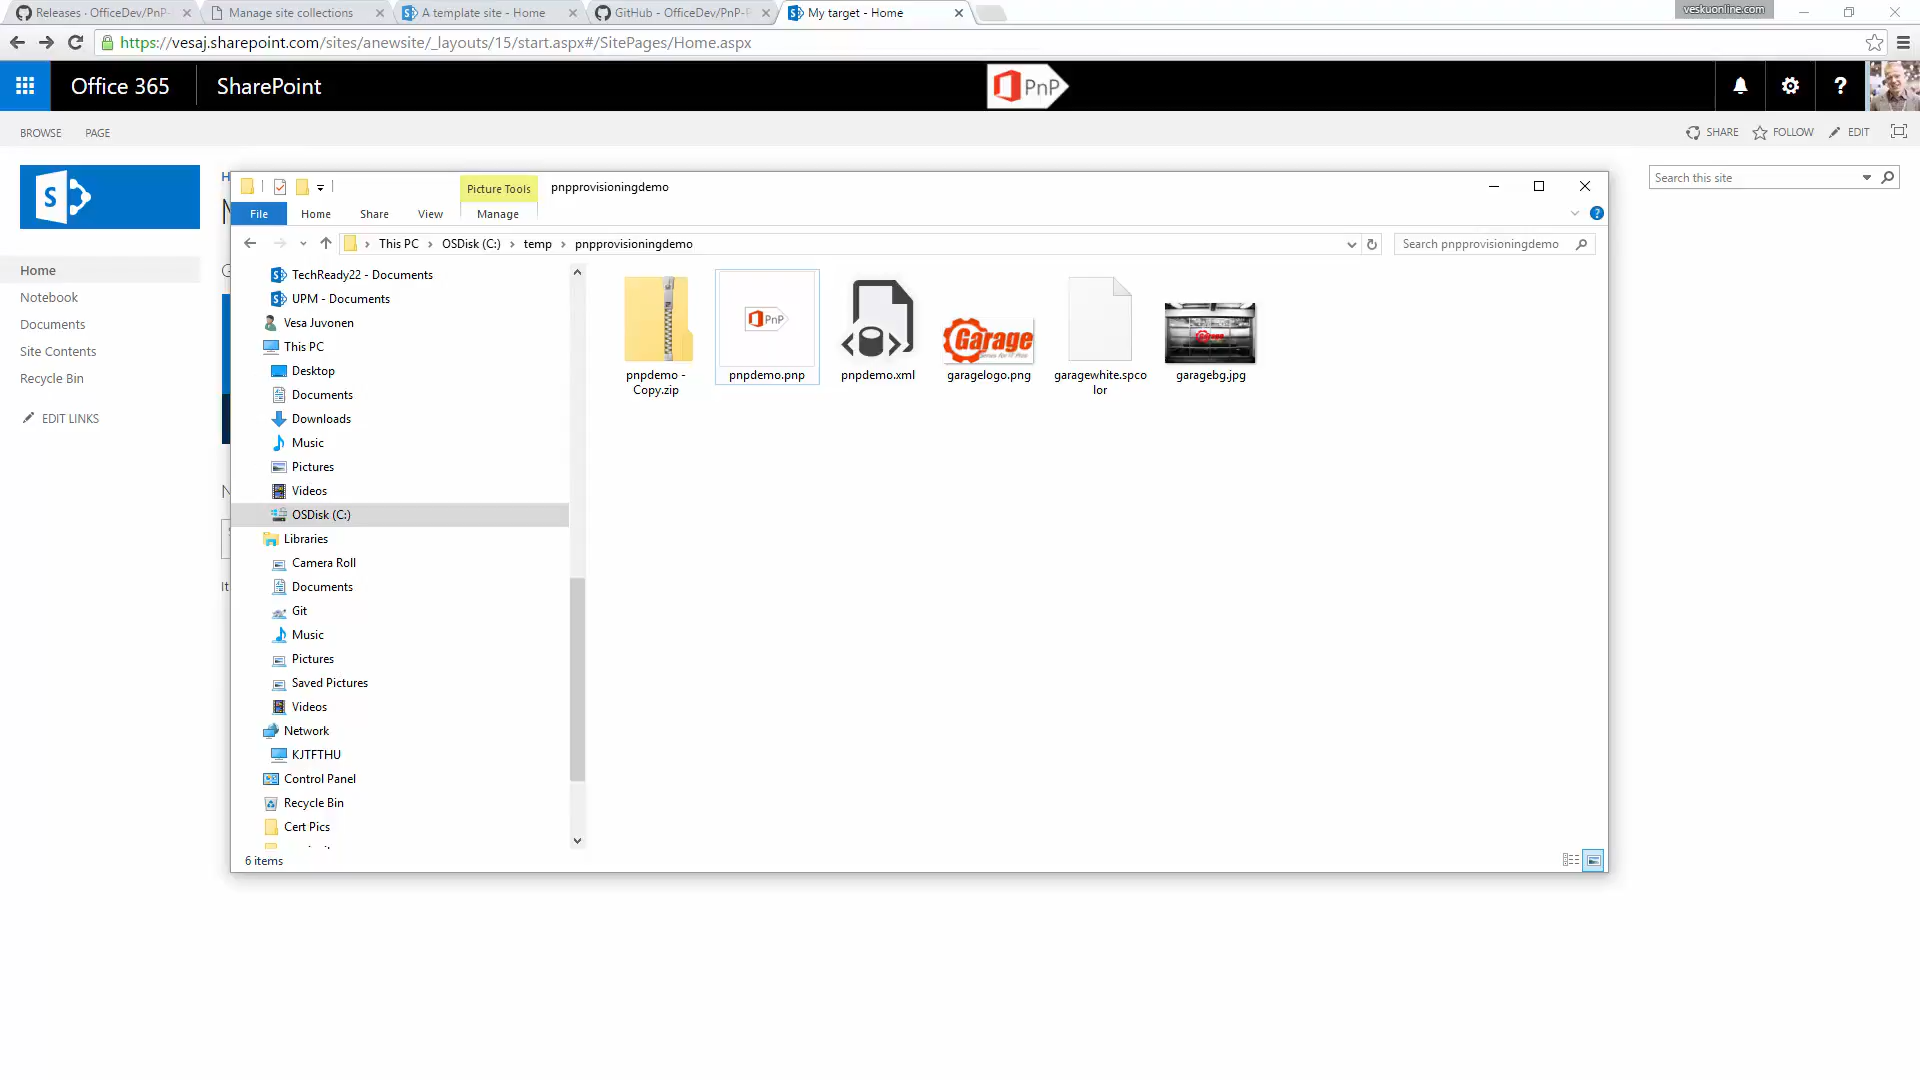 Releases · OfficeDev/PnP-
Manage site collections
A template site - Home
GitHub - OfficeDev/PnP-P
My target - Home
veskuonline.com
https://vesaj.sharepoint.com/sites/anewsite/_layouts/15/start.aspx#/SitePages/Home.aspx
Office 365
SharePoint
PnP
?
BROWSE
PAGE
SHARE
FOLLOW
EDIT
Search this site
Home
Notebook
Documents
Site Contents
Recycle Bin
EDIT LINKS
Picture Tools
pnpprovisioningdemo
File
Home
Share
View
Manage
This PC
OSDisk (C:)
temp
pnpprovisioningdemo
Search pnpprovisioningdemo
TechReady22 - Documents
UPM - Documents
Vesa Juvonen
This PC
Desktop
Documents
Downloads
Music
Pictures
Videos
OSDisk (C:)
Libraries
Camera Roll
Documents
Git
Music
Pictures
Saved Pictures
Videos
Network
KJTFTHU
Control Panel
Recycle Bin
Cert Pics
PnP
Garage
pnpdemo -
Copy.zip
pnpdemo.pnp
pnpdemo.xml
garagelogo.png
garagewhite.spco
lor
garagebg.jpg
6 items